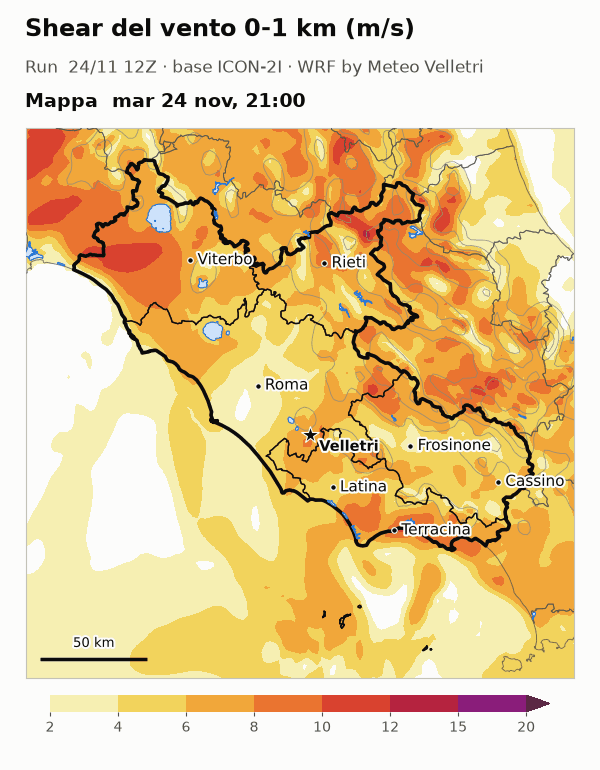 Shear del vento 0-1 km (m/s)
Run  24/11 12Z · base ICON-2I · WRF by Meteo Velletri
Mappa  mar 24 nov, 21:00
Viterbo
Rieti
Roma
Velletri
Frosinone
Latina
Cassino
Terracina
50 km
2 4 6 8 10 12 15 20